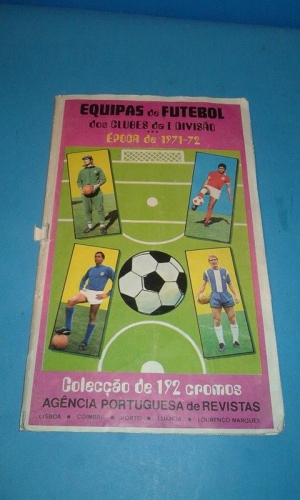 EQUIPAS de FUTEBOL
dos CLUBES da I DIVISÃO
ÉPOCA de 1971-72
Colecção de 192 cromos
AGÊNCIA PORTUGUESA de REVISTAS
LISBOA ★ COIMBRA ★ PORTO ★ LUANDA ★ LOURENÇO MARQUES